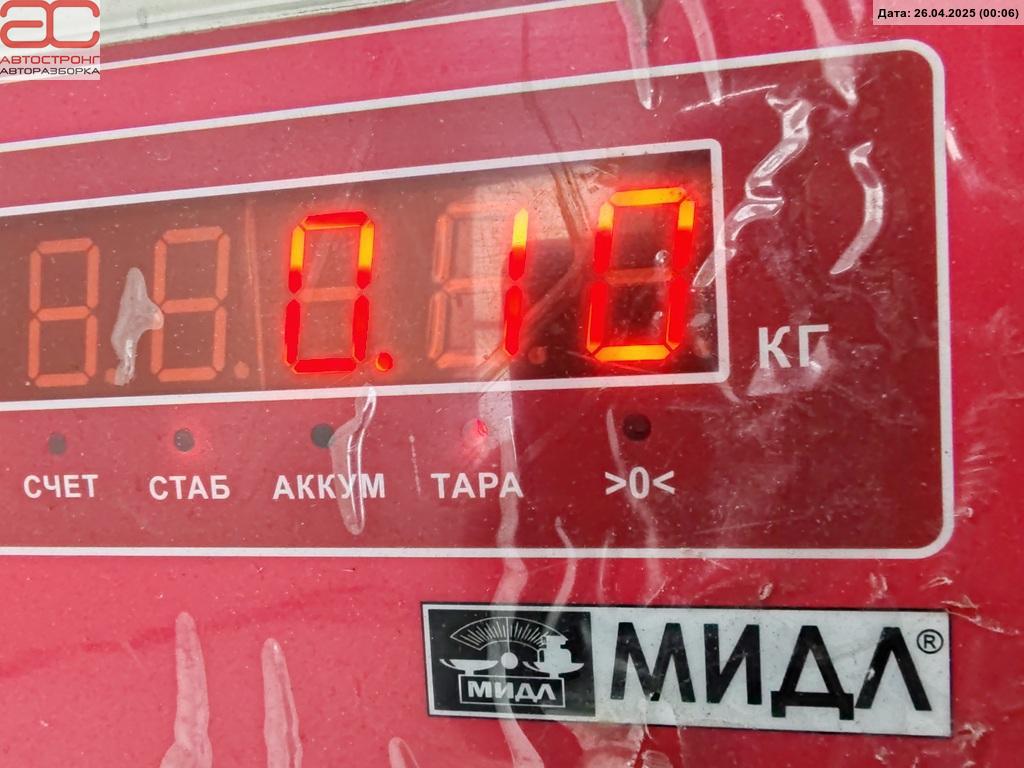 Дата: 26.04.2025 (00:06)
АС
АВТОСТРОНГ
АВТОРАЗБОРКА
0.10
КГ
СЧЕТ СТАБ АККУМ ТАРА >0<
МИДЛ МИДЛ®